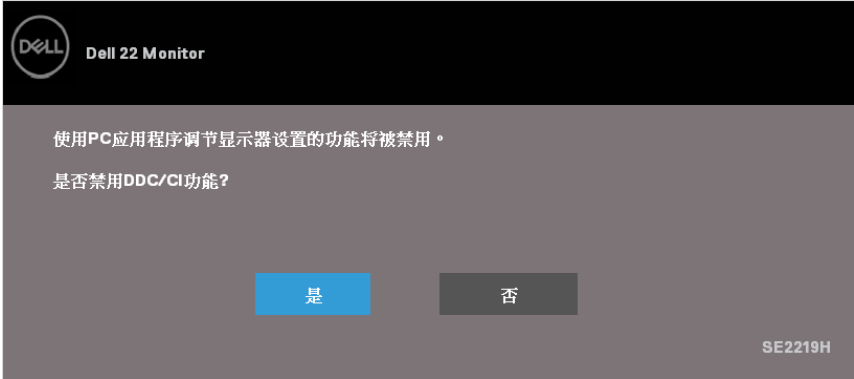 DELL
Dell 22 Monitor
使用PC应用程序调节显示器设置的功能将被禁用。
是否禁用DDC/CI功能?
是
否
SE2219H